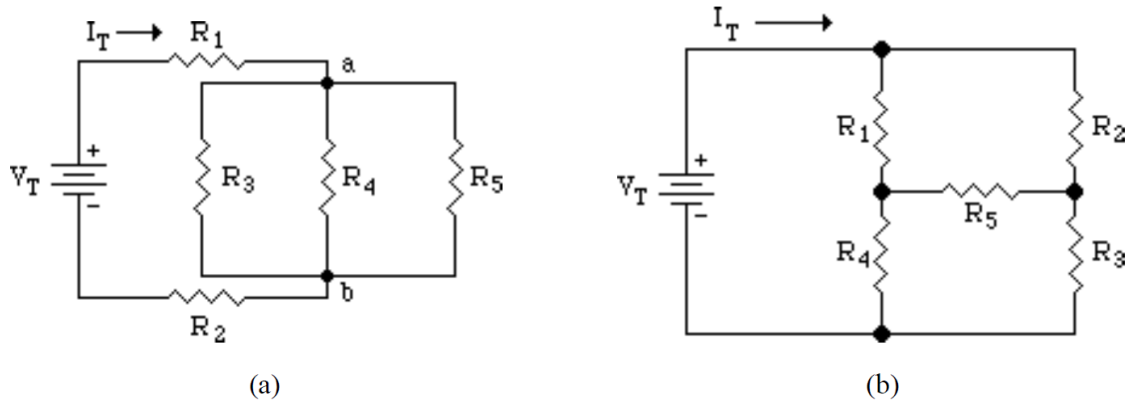 I_T R_1
a
+
V_T R_3 R_4 R_5
-
b
R_2
(a)
I_T
R_1 R_2
+
V_T
-
R_5
R_4 R_3
(b)